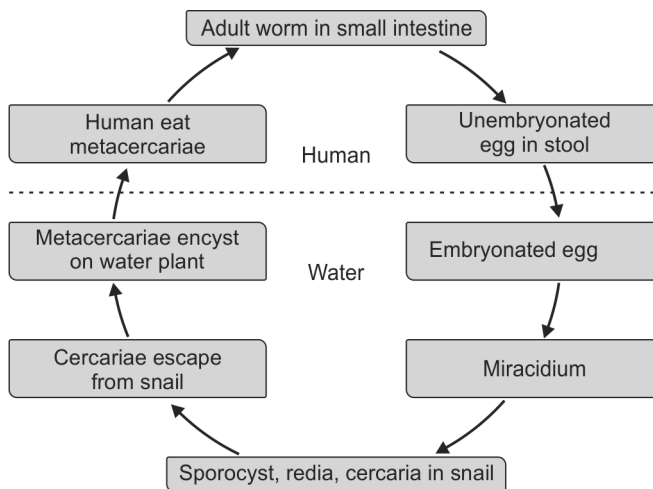 Adult worm in small intestine
Unembryonated
egg in stool
Embryonated egg
Miracidium
Sporocyst, redia, cercaria in snail
Cercariae escape
from snail
Metacercariae encyst
on water plant
Human eat
metacercariae
Human
Water